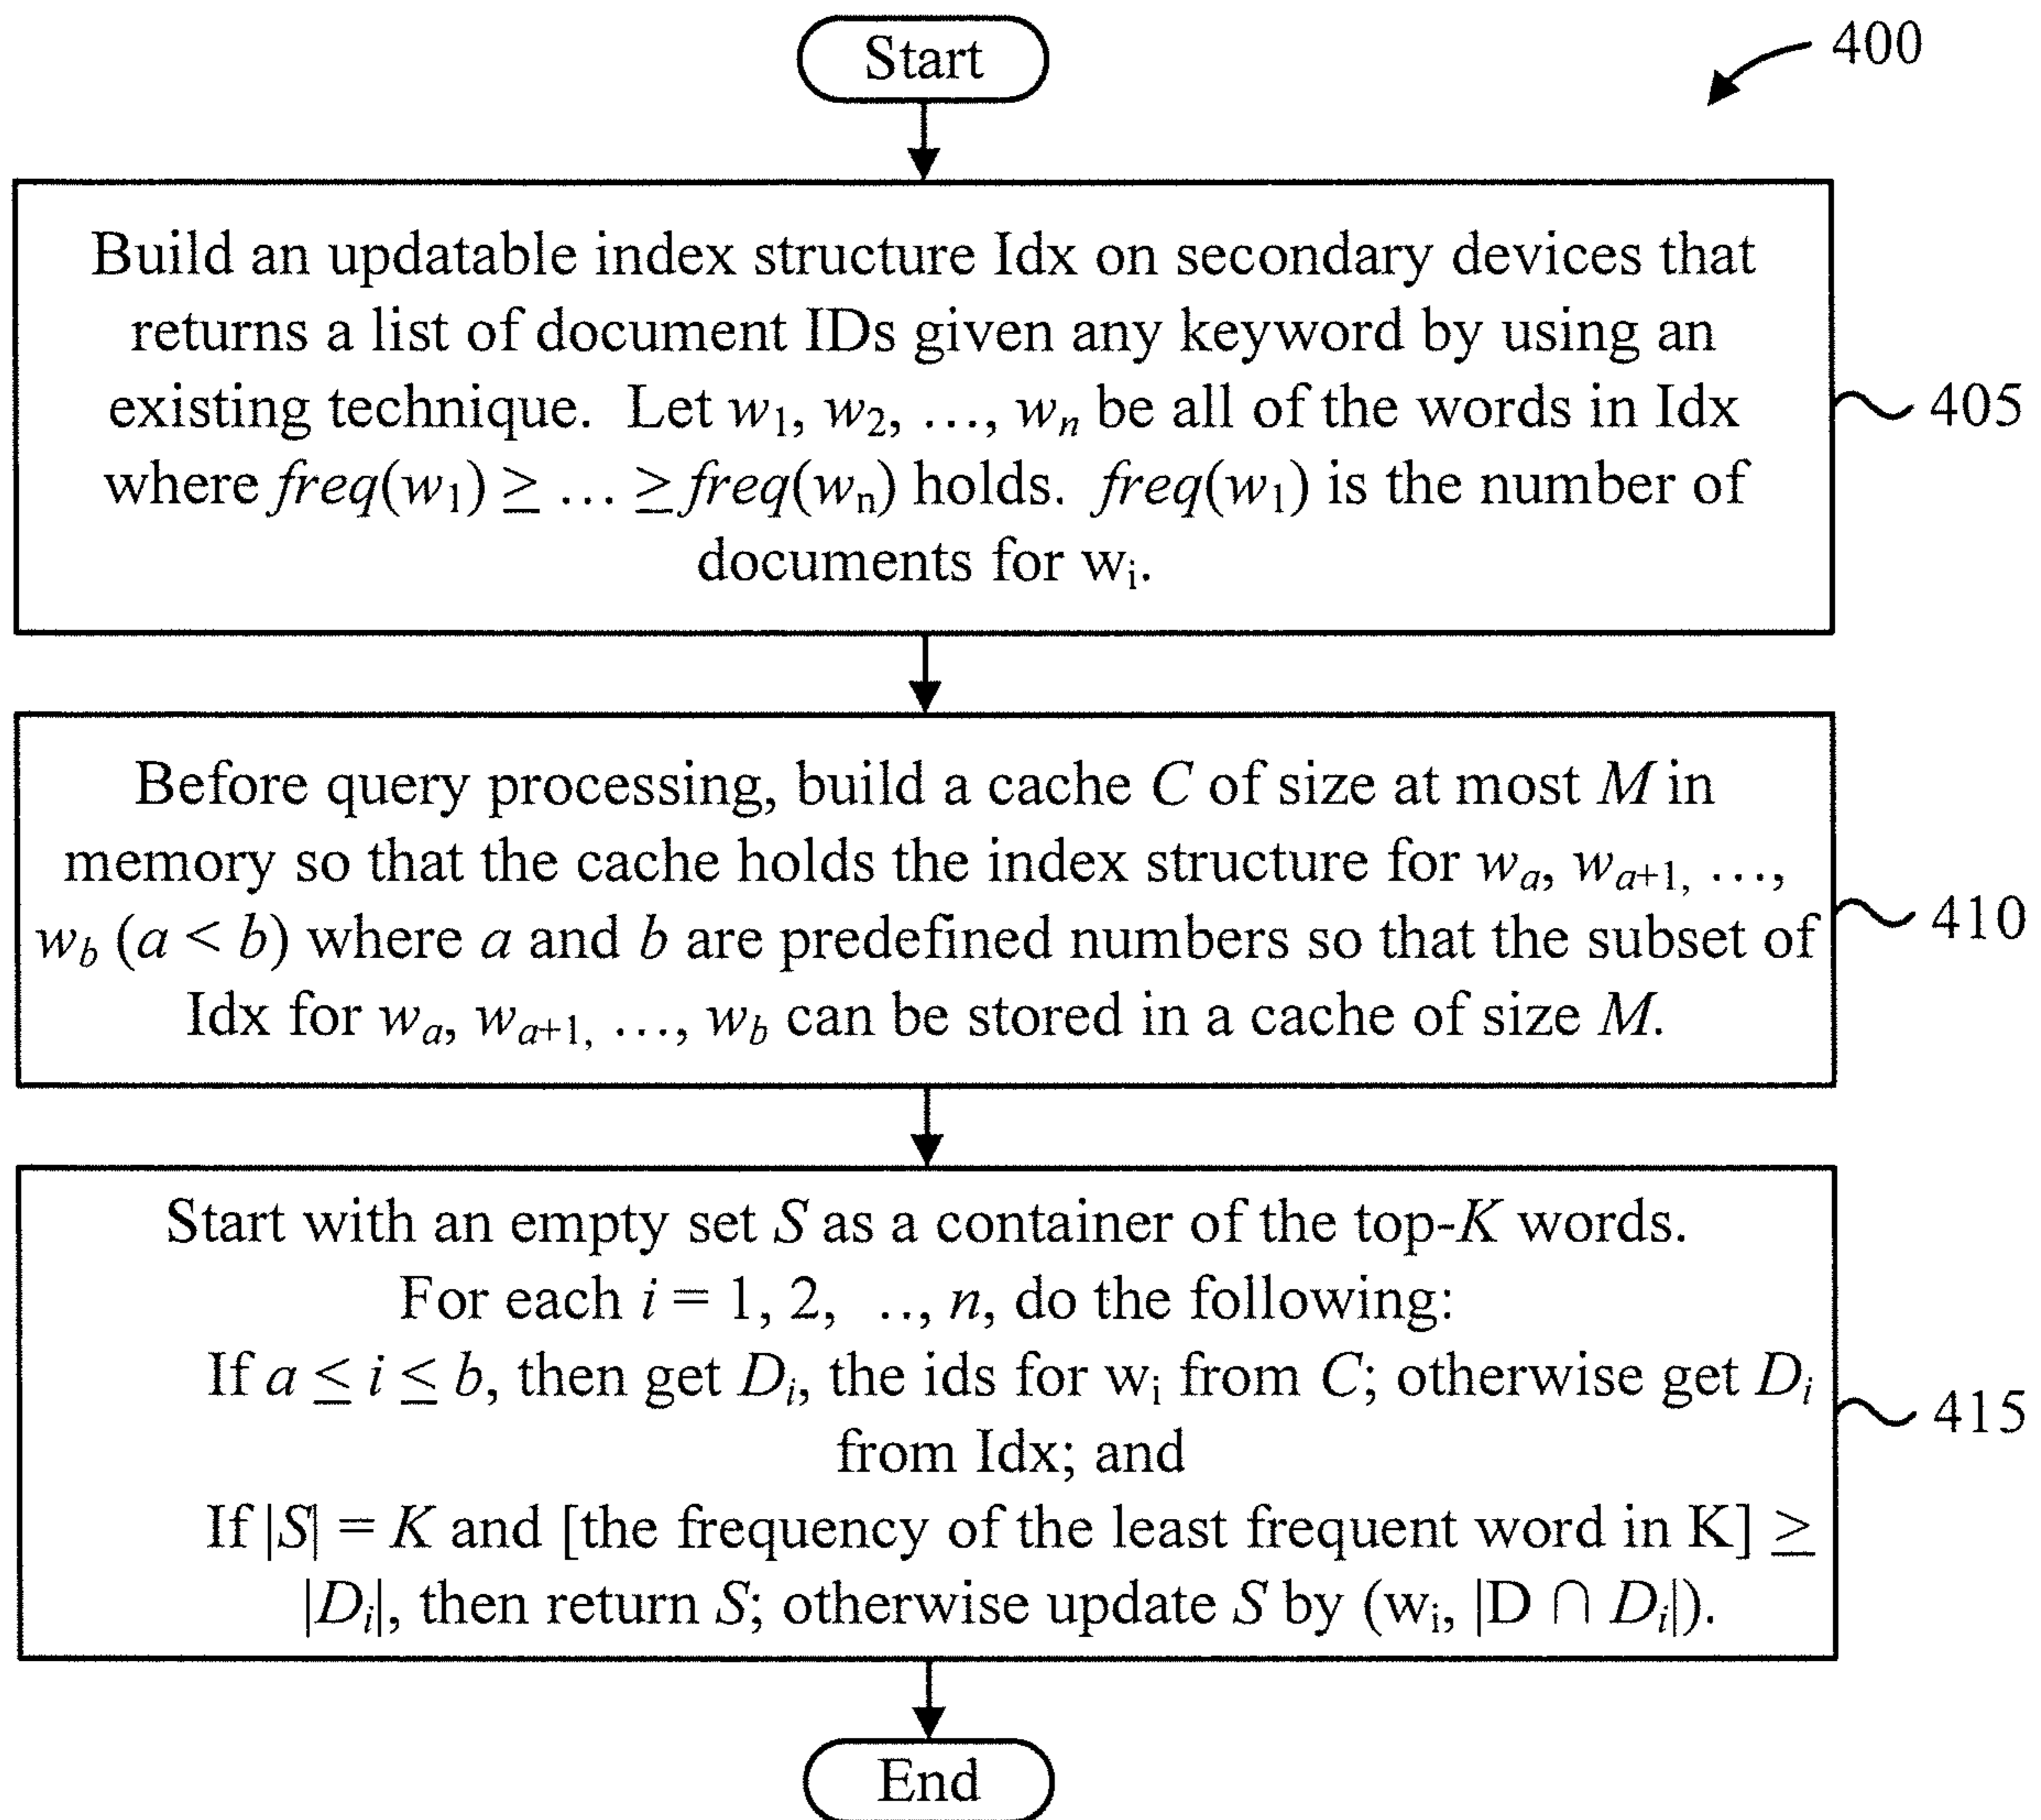 Start
400
Build an updatable index structure Idx on secondary devices that
returns a list of document IDs given any keyword by using an
existing technique. Let w1, w2, …, wn be all of the words in Idx
where freq(w1) ≥ … ≥ freq(wn) holds. freq(w1) is the number of
documents for wi.
405
Before query processing, build a cache C of size at most M in
memory so that the cache holds the index structure for wa, wa+1, …,
wb (a < b) where a and b are predefined numbers so that the subset of
Idx for wa, wa+1, …, wb can be stored in a cache of size M.
410
Start with an empty set S as a container of the top-K words.
For each i = 1, 2, .., n, do the following:
If a ≤ i ≤ b, then get Di, the ids for wi from C; otherwise get Di
from Idx; and
If |S| = K and [the frequency of the least frequent word in K] ≥
|Di|, then return S; otherwise update S by (wi, |D ∩ Di|).
415
End